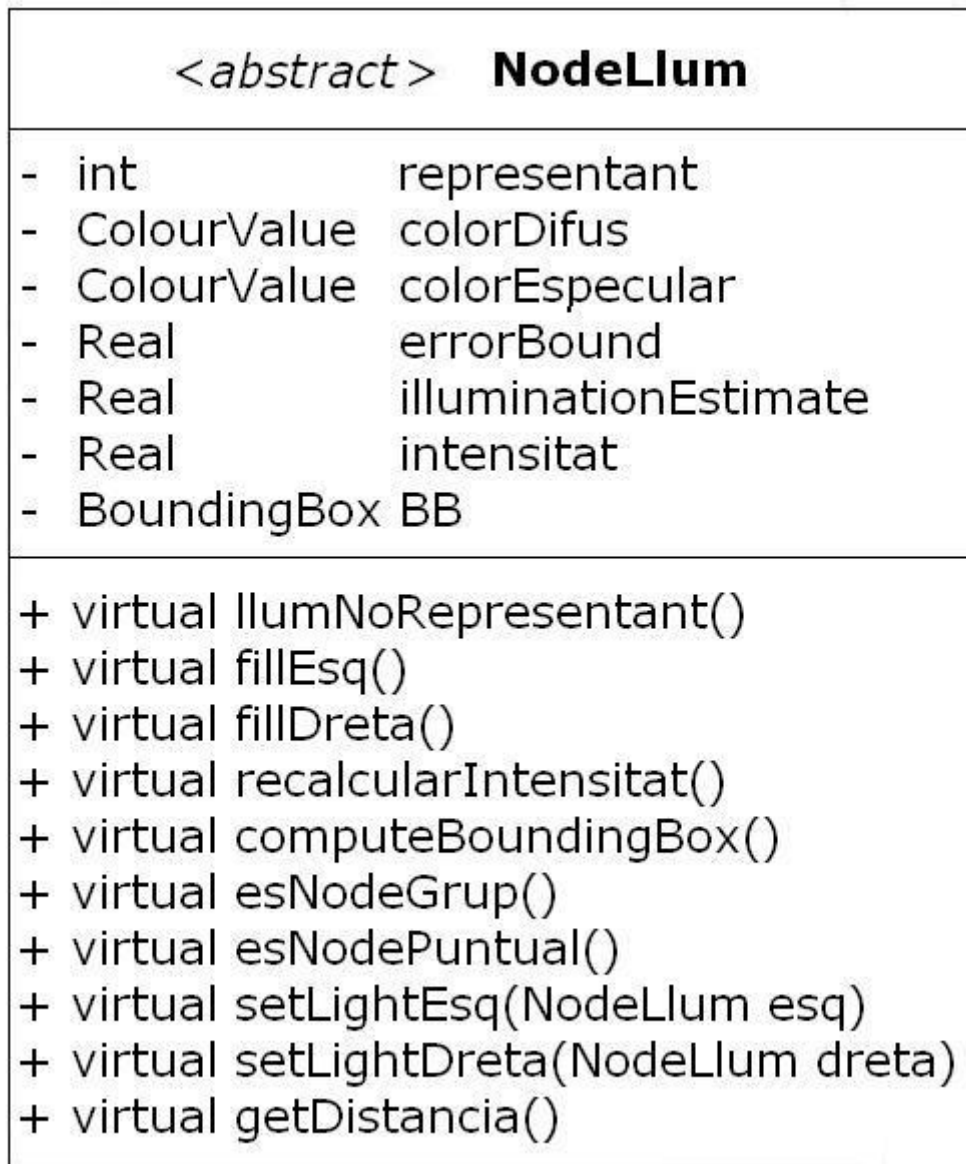 <abstract> NodeLlum
- int representant
- ColourValue colorDifus
- ColourValue colorEspecular
- Real errorBound
- Real illuminationEstimate
- Real intensitat
- BoundingBox BB
+ virtual llumNoRepresentant()
+ virtual fillEsq()
+ virtual fillDreta()
+ virtual recalcularIntensitat()
+ virtual computeBoundingBox()
+ virtual esNodeGrup()
+ virtual esNodePuntual()
+ virtual setLightEsq(NodeLlum esq)
+ virtual setLightDreta(NodeLlum dreta)
+ virtual getDistancia()